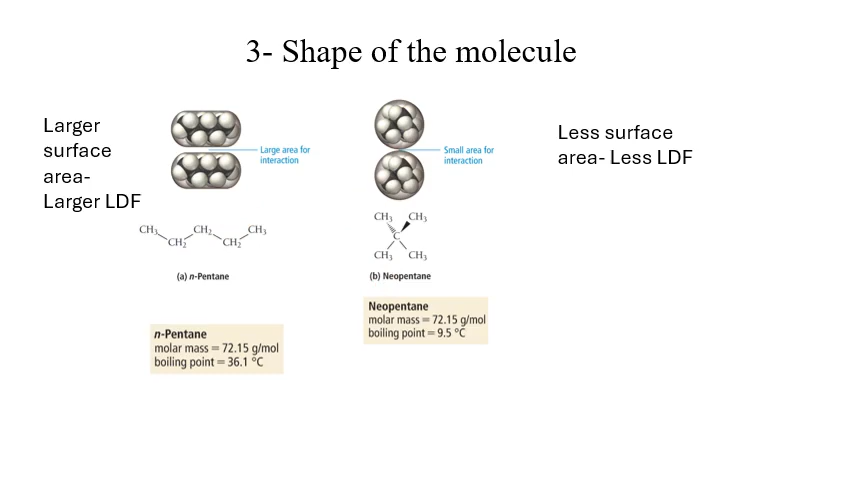 3- Shape of the molecule
Larger
surface
area-
Larger LDF
Large area for
interaction
Small area for
interaction
Less surface
area- Less LDF
CH₃ CH₂ CH₃
CH₂ CH₂
(a) n-Pentane
CH₃ CH₃
C
CH₃ CH₃
(b) Neopentane
n-Pentane
molar mass = 72.15 g/mol
boiling point = 36.1 °C
Neopentane
molar mass = 72.15 g/mol
boiling point = 9.5 °C